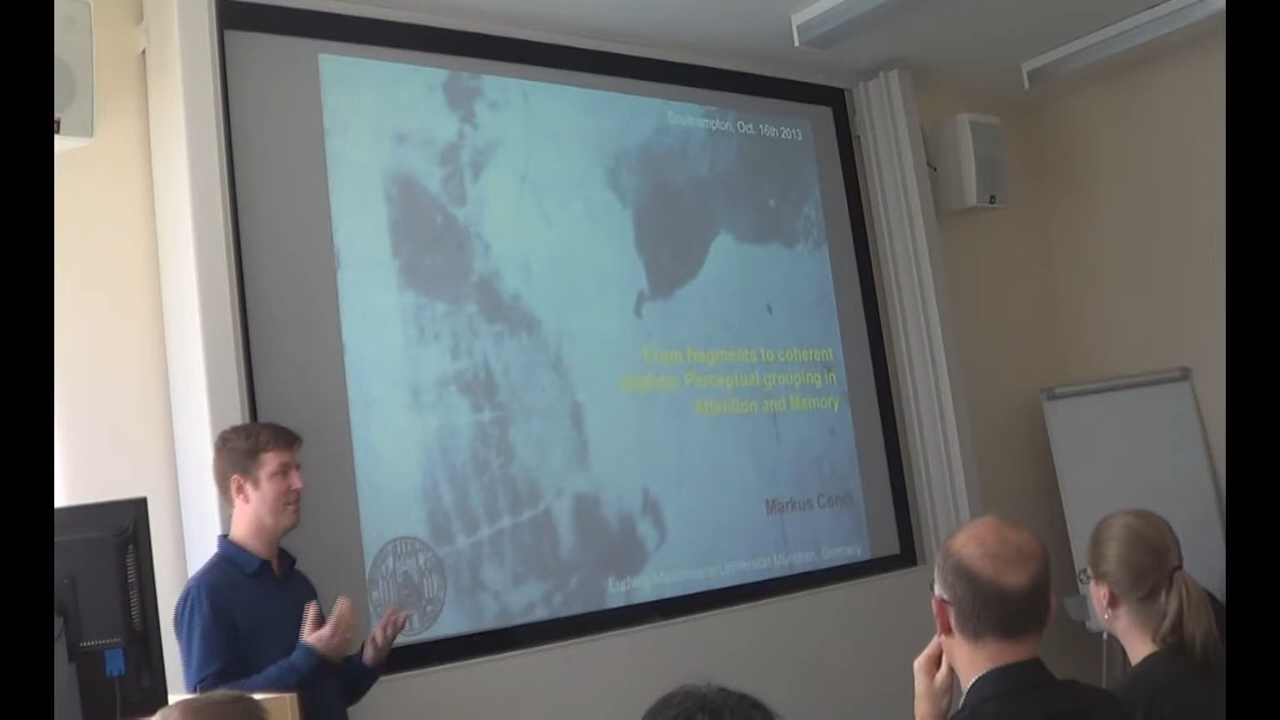 Southampton, Oct. 16th 2013
From fragments to coherent
objects: Perceptual grouping in
Attention and Memory
Markus Conci
Ludwig-Maximilians-Universität München, Germany